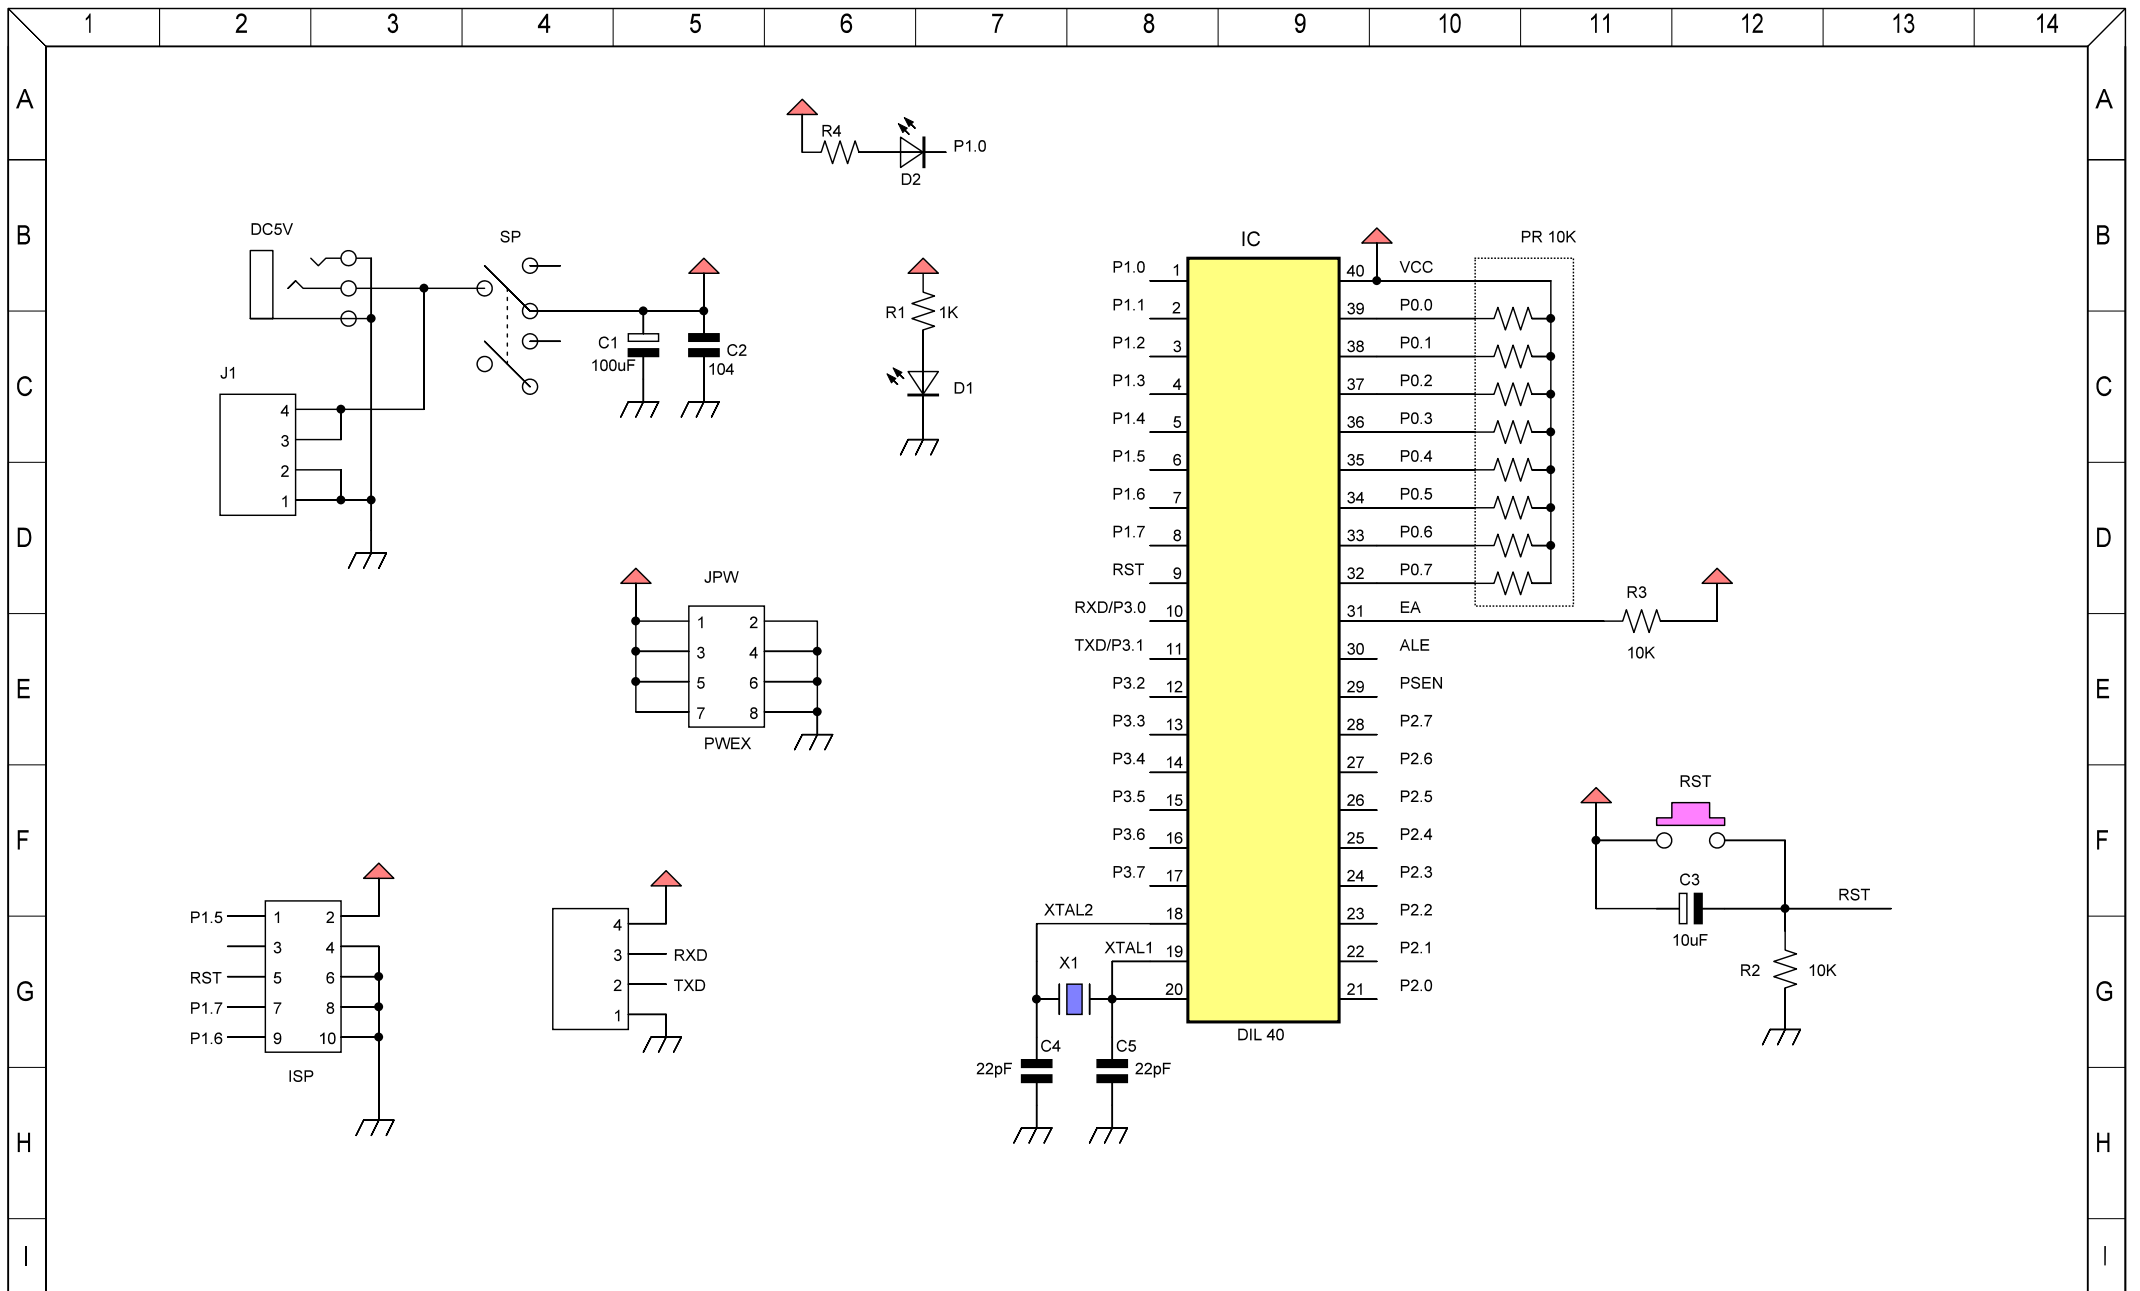 1 2 3 4 5 6 7 8 9 10 11 12 13 14
A A
R4
P1.0
D2
B B
DC5V
SP
IC
PR 10K
P1.0 1 40 VCC
R1 1K
P1.1 2 39 P0.0
C1
100uF
C2
104
P1.2 3 38 P0.1
J1
C C
D1
P1.3 4 37 P0.2
4
3
2
1
P1.4 5 36 P0.3
P1.5 6 35 P0.4
P1.6 7 34 P0.5
D D
P1.7 8 33 P0.6
JPW
RST 9 32 P0.7
R3
10K
1 2
3 4
5 6
7 8
PWEX
RXD/P3.0 10 31 EA
TXD/P3.1 11 30 ALE
E E
P3.2 12 29 PSEN
P3.3 13 28 P2.7
P3.4 14 27 P2.6
P3.5 15 26 P2.5
RST
F F
P3.6 16 25 P2.4
P3.7 17 24 P2.3
C3
10uF
RST
XTAL2 18 23 P2.2
XTAL1 19 22 P2.1
X1
R2 10K
20 21 P2.0
DIL 40
G G
P1.5 1 2
3 4
RST 5 6
P1.7 7 8
P1.6 9 10
ISP
4
3 RXD
2 TXD
1
C4
22pF
C5
22pF
H H
I I